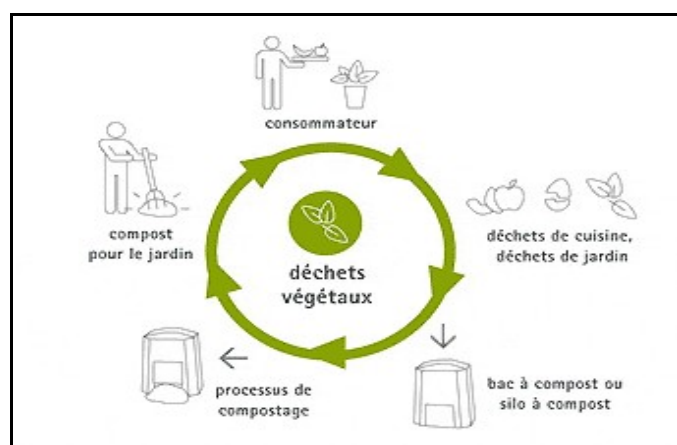 consommateur
déchets de cuisine,
déchets de jardin
bac à compost ou
silo à compost
processus de
compostage
compost
pour le jardin
déchets
végétaux